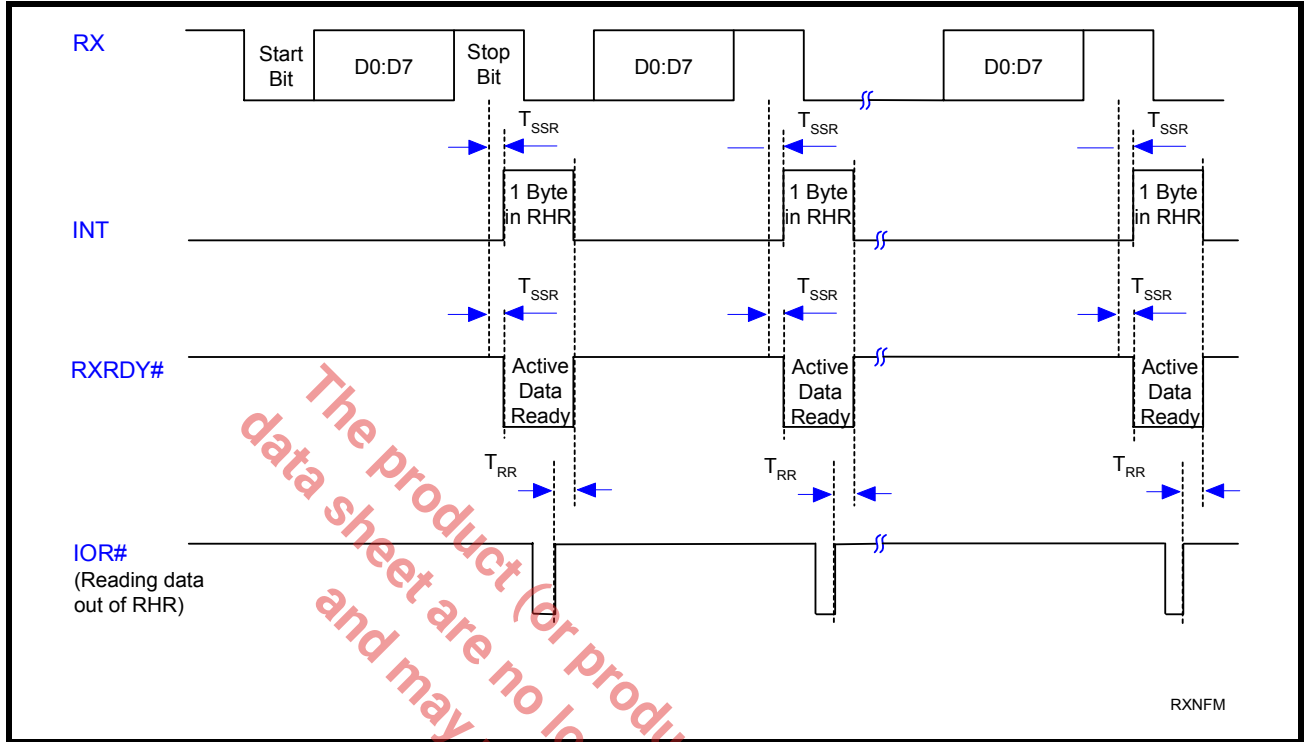 RX
Start
Bit
D0:D7
Stop
Bit
D0:D7
D0:D7
TSSR
TSSR
TSSR
INT
1 Byte
in RHR
1 Byte
in RHR
1 Byte
in RHR
TSSR
TSSR
TSSR
RXRDY#
Active
Data
Ready
Active
Data
Ready
Active
Data
Ready
TRR
TRR
TRR
IOR#
(Reading data
out of RHR)
The product (or produ
data sheet are no lo
and may
RXNFM